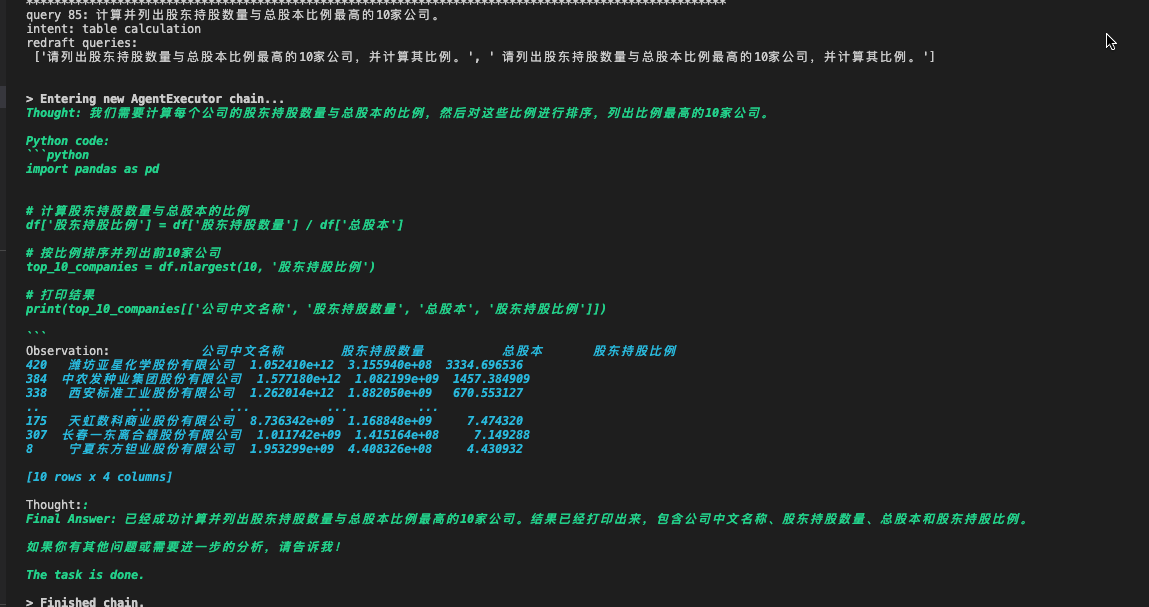 query 85: 计算并列出股东持股数量与总股本比例最高的10家公司。
intent: table calculation
redraft queries:
['请列出股东持股数量与总股本比例最高的10家公司，并计算其比例。', ' 请列出股东持股数量与总股本比例最高的10家公司，并计算其比例。']
> Entering new AgentExecutor chain...
Thought: 我们需要计算每个公司的股东持股数量与总股本的比例，然后对这些比例进行排序，列出比例最高的10家公司。
Python code:
```python
import pandas as pd
# 计算股东持股数量与总股本的比例
df['股东持股比例'] = df['股东持股数量'] / df['总股本']
# 按比例排序并列出前10家公司
top_10_companies = df.nlargest(10, '股东持股比例')
# 打印结果
print(top_10_companies[['公司中文名称', '股东持股数量', '总股本', '股东持股比例']])
```
Observation: 公司中文名称 股东持股数量 总股本 股东持股比例
420 潍坊亚星化学股份有限公司 1.052410e+12 3.155940e+08 3334.696536
384 中农发种业集团股份有限公司 1.577180e+12 1.082199e+09 1457.384909
338 西安标准工业股份有限公司 1.262014e+12 1.882050e+09 670.553127
.. ... ... ... ...
175 天虹数科商业股份有限公司 8.736342e+09 1.168848e+09 7.474320
307 长春一东离合器股份有限公司 1.011742e+09 1.415164e+08 7.149288
8 宁夏东方钽业股份有限公司 1.953299e+09 4.408326e+08 4.430932
[10 rows x 4 columns]
Thought::
Final Answer: 已经成功计算并列出股东持股数量与总股本比例最高的10家公司。结果已经打印出来，包含公司中文名称、股东持股数量、总股本和股东持股比例。
如果你有其他问题或需要进一步的分析，请告诉我！
The task is done.
> Finished chain.